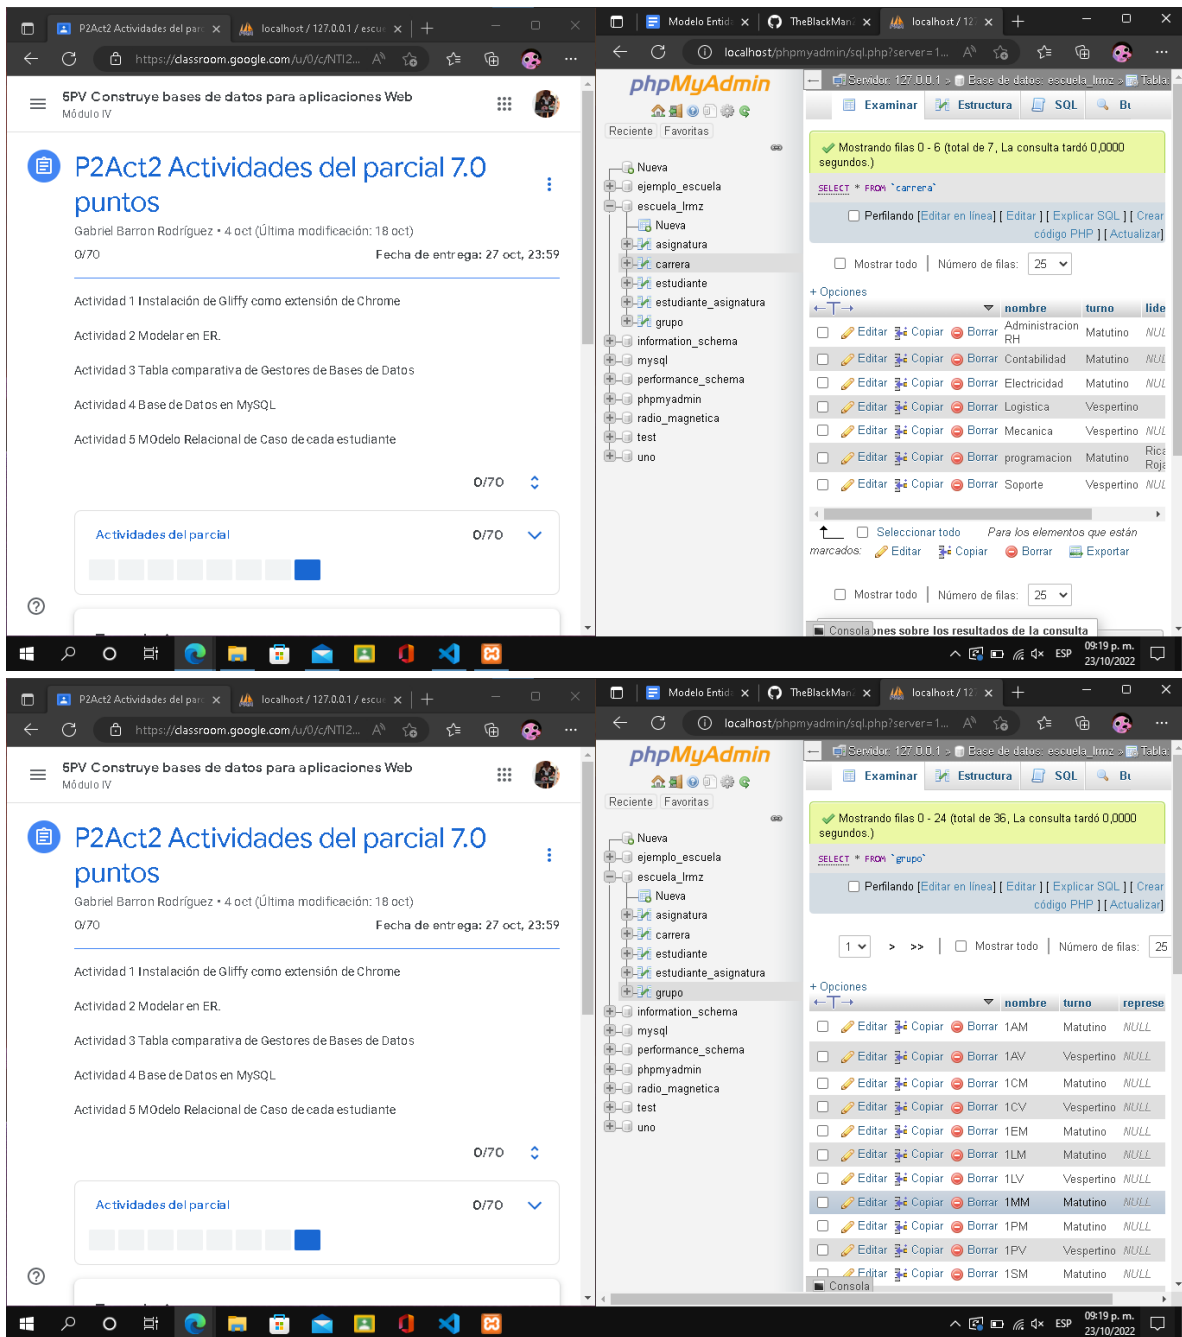 P2Act2 Actividades del parc
localhost / 127.0.0.1 / escue
https://classroom.google.com/u/0/c/NTI2...
5PV Construye bases de datos para aplicaciones Web
Módulo IV
P2Act2 Actividades del parcial 7.0
puntos
Gabriel Barron Rodríguez • 4 oct (Última modificación: 18 oct)
0/70
Fecha de entrega: 27 oct, 23:59
Actividad 1 Instalación de Gliffy como extensión de Chrome
Actividad 2 Modelar en ER.
Actividad 3 Tabla comparativa de Gestores de Bases de Datos
Actividad 4 Base de Datos en MySQL
Actividad 5 MOdelo Relacional de Caso de cada estudiante
0/70
Actividades del parcial
0/70
Modelo Entid
TheBlackMan
localhost / 12
localhost/phpmyadmin/sql.php?server=1...
phpMyAdmin
Reciente Favoritas
Nueva
ejemplo_escuela
escuela_lrmz
Nueva
asignatura
carrera
estudiante
estudiante_asignatura
grupo
information_schema
mysql
performance_schema
phpmyadmin
radio_magnetica
test
uno
Servidor: 127.0.0.1 » Base de datos: escuela_lrmz » Tabla:
Examinar Estructura SQL Bu
Mostrando filas 0 - 6 (total de 7, La consulta tardó 0,0000
segundos.)
SELECT * FROM `carrera`
Perfilando [Editar en línea] [ Editar ] [ Explicar SQL ] [ Crear
código PHP ] [ Actualizar]
Mostrar todo | Número de filas: 25
+ Opciones
←T→ nombre turno lide
Editar Copiar Borrar Administracion RH Matutino NUL
Editar Copiar Borrar Contabilidad Matutino NUL
Editar Copiar Borrar Electricidad Matutino NUL
Editar Copiar Borrar Logistica Vespertino
Editar Copiar Borrar Mecanica Vespertino NUL
Editar Copiar Borrar programacion Matutino Rica Roja
Editar Copiar Borrar Soporte Vespertino NUL
Seleccionar todo Para los elementos que están
marcados: Editar Copiar Borrar Exportar
Mostrar todo | Número de filas: 25
Consola
nes sobre los resultados de la consulta
ESP
09:19 p. m.
23/10/2022
P2Act2 Actividades del parc
localhost / 127.0.0.1 / escue
https://classroom.google.com/u/0/c/NTI2...
5PV Construye bases de datos para aplicaciones Web
Módulo IV
P2Act2 Actividades del parcial 7.0
puntos
Gabriel Barron Rodríguez • 4 oct (Última modificación: 18 oct)
0/70
Fecha de entrega: 27 oct, 23:59
Actividad 1 Instalación de Gliffy como extensión de Chrome
Actividad 2 Modelar en ER.
Actividad 3 Tabla comparativa de Gestores de Bases de Datos
Actividad 4 Base de Datos en MySQL
Actividad 5 MOdelo Relacional de Caso de cada estudiante
0/70
Actividades del parcial
0/70
Modelo Entid
TheBlackMan
localhost / 12
localhost/phpmyadmin/sql.php?server=1...
phpMyAdmin
Reciente Favoritas
Nueva
ejemplo_escuela
escuela_lrmz
Nueva
asignatura
carrera
estudiante
estudiante_asignatura
grupo
information_schema
mysql
performance_schema
phpmyadmin
radio_magnetica
test
uno
Servidor: 127.0.0.1 » Base de datos: escuela_lrmz » Tabla:
Examinar Estructura SQL Bu
Mostrando filas 0 - 24 (total de 36, La consulta tardó 0,0000
segundos.)
SELECT * FROM `grupo`
Perfilando [Editar en línea] [ Editar ] [ Explicar SQL ] [ Crear
código PHP ] [ Actualizar]
1 > >> | Mostrar todo | Número de filas: 25
+ Opciones
←T→ nombre turno represe
Editar Copiar Borrar 1AM Matutino NULL
Editar Copiar Borrar 1AV Vespertino NULL
Editar Copiar Borrar 1CM Matutino NULL
Editar Copiar Borrar 1CV Vespertino NULL
Editar Copiar Borrar 1EM Matutino NULL
Editar Copiar Borrar 1LM Matutino NULL
Editar Copiar Borrar 1LV Vespertino NULL
Editar Copiar Borrar 1MM Matutino NULL
Editar Copiar Borrar 1PM Matutino NULL
Editar Copiar Borrar 1PV Vespertino NULL
Editar Copiar Borrar 1SM Matutino NULL
Consola
ESP
09:19 p. m.
23/10/2022